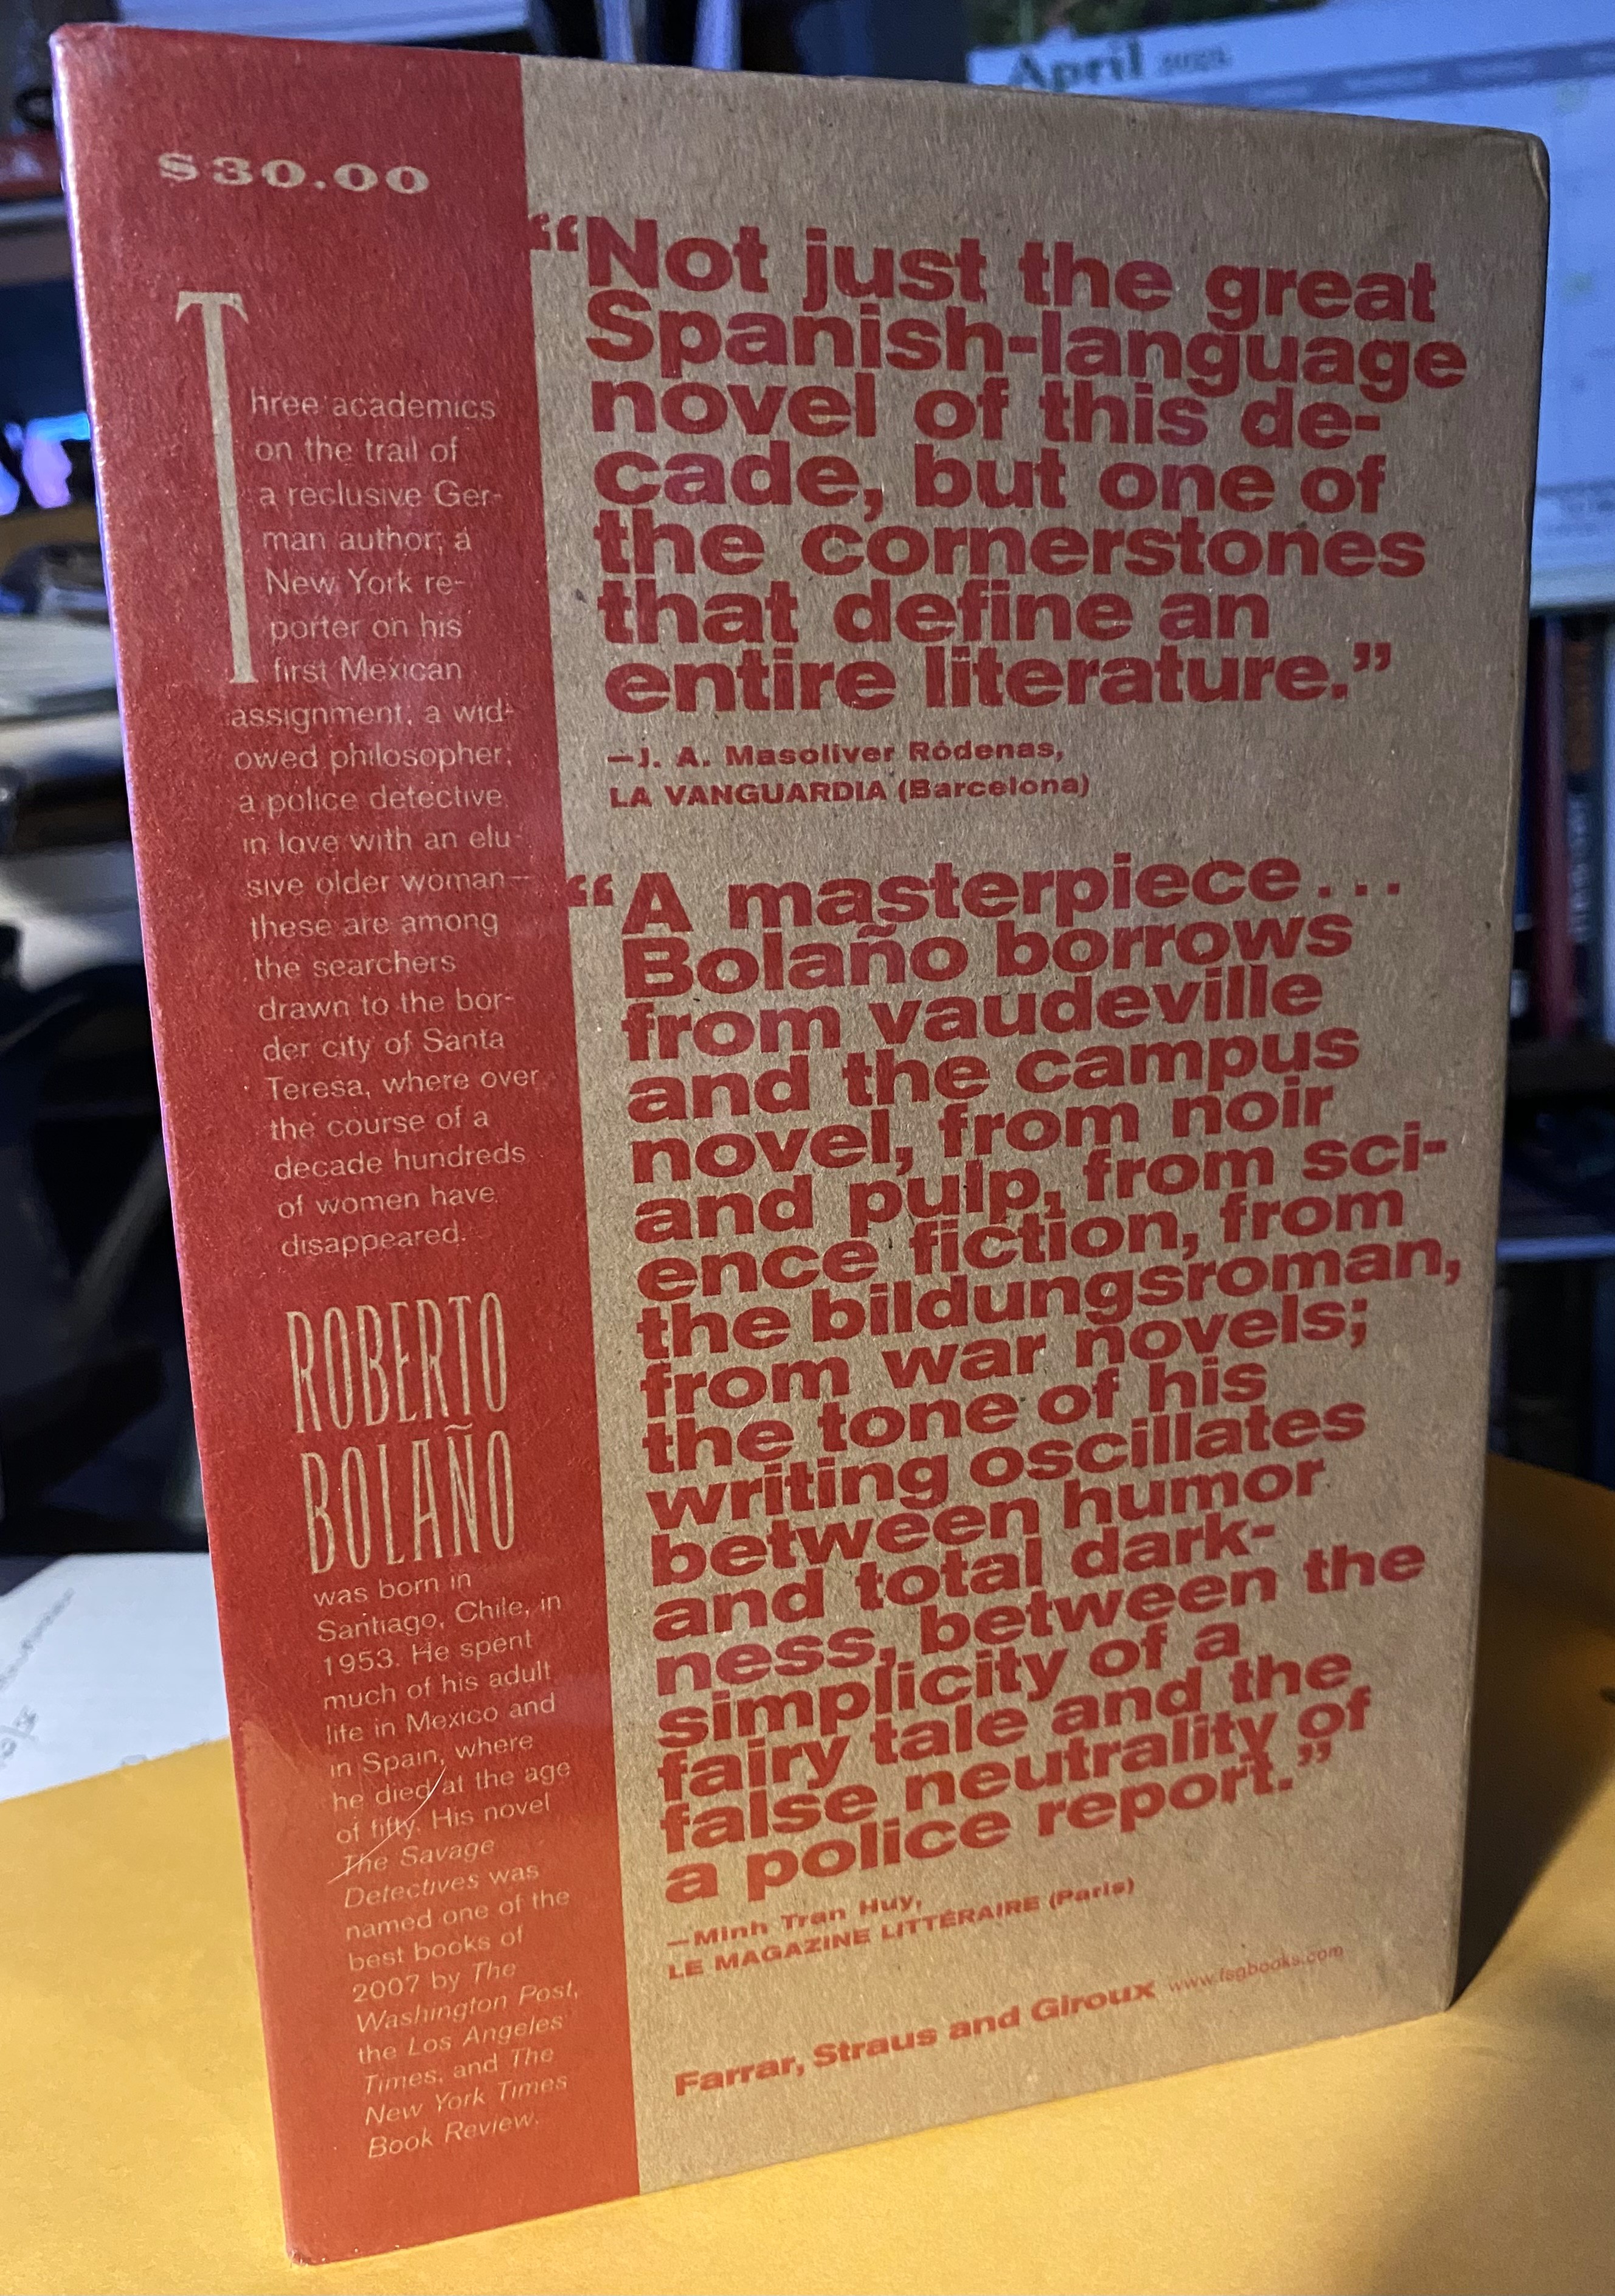 April
$30.00
Three academics
on the trail of
a reclusive Ger-
man author; a
New York re-
porter on his
first Mexican
assignment; a wid-
owed philosopher;
a police detective
in love with an elu-
sive older woman—
these are among
the searchers
drawn to the bor-
der city of Santa
Teresa, where over
the course of a
decade hundreds
of women have
disappeared.
ROBERTO
BOLAÑO
was born in
Santiago, Chile, in
1953. He spent
much of his adult
life in Mexico and
in Spain, where
he died at the age
of fifty. His novel
The Savage
Detectives was
named one of the
best books of
2007 by The
Washington Post,
the Los Angeles
Times, and The
New York Times
Book Review.
“Not just the great
Spanish-language
novel of this de-
cade, but one of
the cornerstones
that define an
entire literature.”
—J. A. Masoliver Ródenas,
LA VANGUARDIA (Barcelona)
“A masterpiece...
Bolaño borrows
from vaudeville
and the campus
novel, from noir
and pulp, from sci-
ence fiction, from
the bildungsroman,
from war novels;
the tone of his
writing oscillates
between humor
and total dark-
ness, between the
simplicity of a
fairy tale and the
false neutrality of
a police report.”
—Minh Tran Huy,
LE MAGAZINE LITTÉRAIRE (Paris)
Farrar, Straus and Giroux www.fsgbooks.com